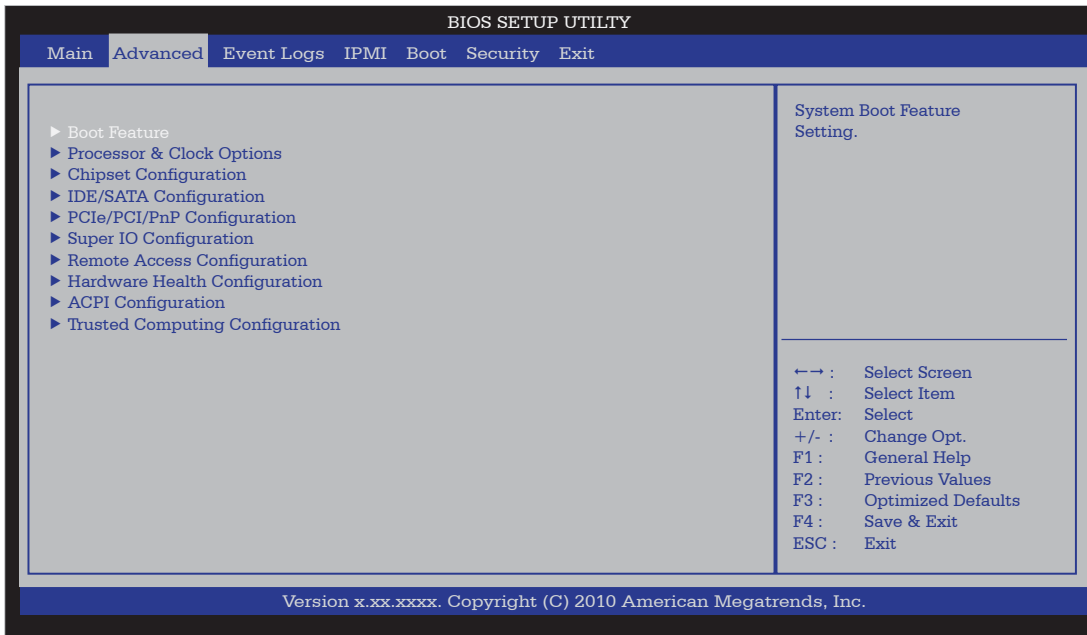 BIOS SETUP UTILTY
Main Advanced Event Logs IPMI Boot Security Exit
▶ Boot Feature
▶ Processor & Clock Options
▶ Chipset Configuration
▶ IDE/SATA Configuration
▶ PCIe/PCI/PnP Configuration
▶ Super IO Configuration
▶ Remote Access Configuration
▶ Hardware Health Configuration
▶ ACPI Configuration
▶ Trusted Computing Configuration
System Boot Feature
Setting.
←→ : Select Screen
↑↓ : Select Item
Enter: Select
+/- : Change Opt.
F1 : General Help
F2 : Previous Values
F3 : Optimized Defaults
F4 : Save & Exit
ESC : Exit
Version x.xx.xxxx. Copyright (C) 2010 American Megatrends, Inc.